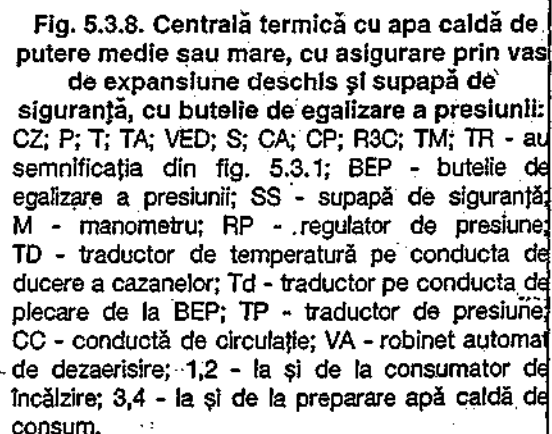 Fig. 5.3.8. Centrală termică cu apa caldă de
putere medie sau mare, cu asigurare prin vas
de expansiune deschis şi supapă de
siguranţă, cu butelie de egalizare a presiunii:
CZ; P; T; TA; VED; S; CA; CP; R3C; TM; TR - au
semnificaţia din fig. 5.3.1; BEP - butelie de
egalizare a presiunii; SS - supapă de siguranţă;
M - manometru; RP - regulator de presiune;
TD - traductor de temperatură pe conducta de
ducere a cazanelor; Td - traductor pe conducta de
plecare de la BEP; TP - traductor de presiune;
CC - conductă de circulaţie; VA - robinet automat
de dezaerisire; 1,2 - la şi de la consumator de
încălzire; 3,4 - la şi de la preparare apă caldă de
consum.